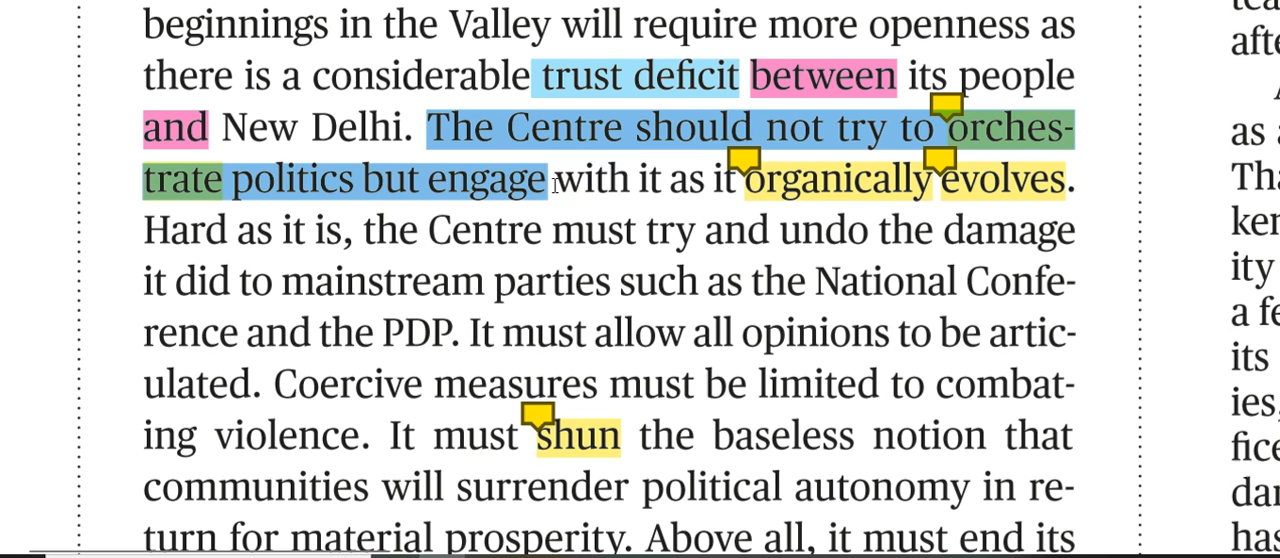 beginnings in the Valley will require more openness as
there is a considerable trust deficit between its people
and New Delhi. The Centre should not try to orches-
trate politics but engage with it as it organically evolves.
Hard as it is, the Centre must try and undo the damage
it did to mainstream parties such as the National Confe-
rence and the PDP. It must allow all opinions to be artic-
ulated. Coercive measures must be limited to combat-
ing violence. It must shun the baseless notion that
communities will surrender political autonomy in re-
turn for material prosperity. Above all, it must end its
as
ity
its